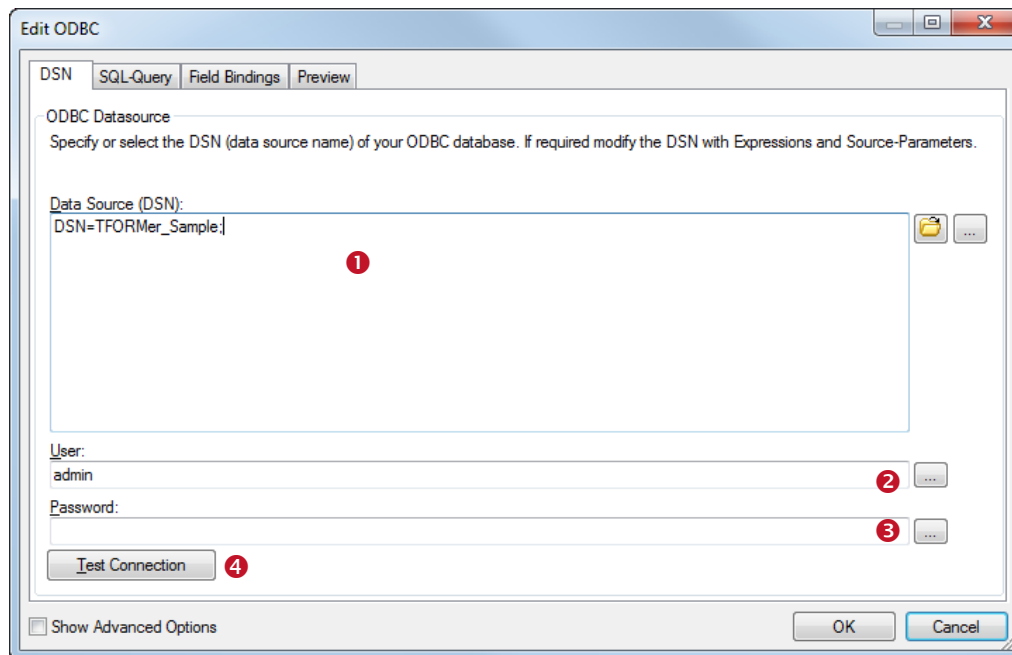 Edit ODBC
DSN
SQL-Query
Field Bindings
Preview
ODBC Datasource
Specify or select the DSN (data source name) of your ODBC database. If required modify the DSN with Expressions and Source-Parameters.
Data Source (DSN):
DSN=TFORMer_Sample;
...
1
User:
admin
2
...
Password:
3
...
Test Connection
4
Show Advanced Options
OK
Cancel